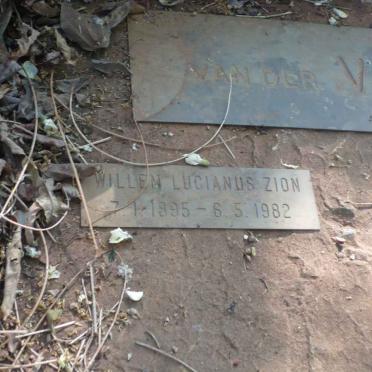 VAN DER V
WILLEM LUCIANUS ZION
7.1.1895 - 6.5.1982